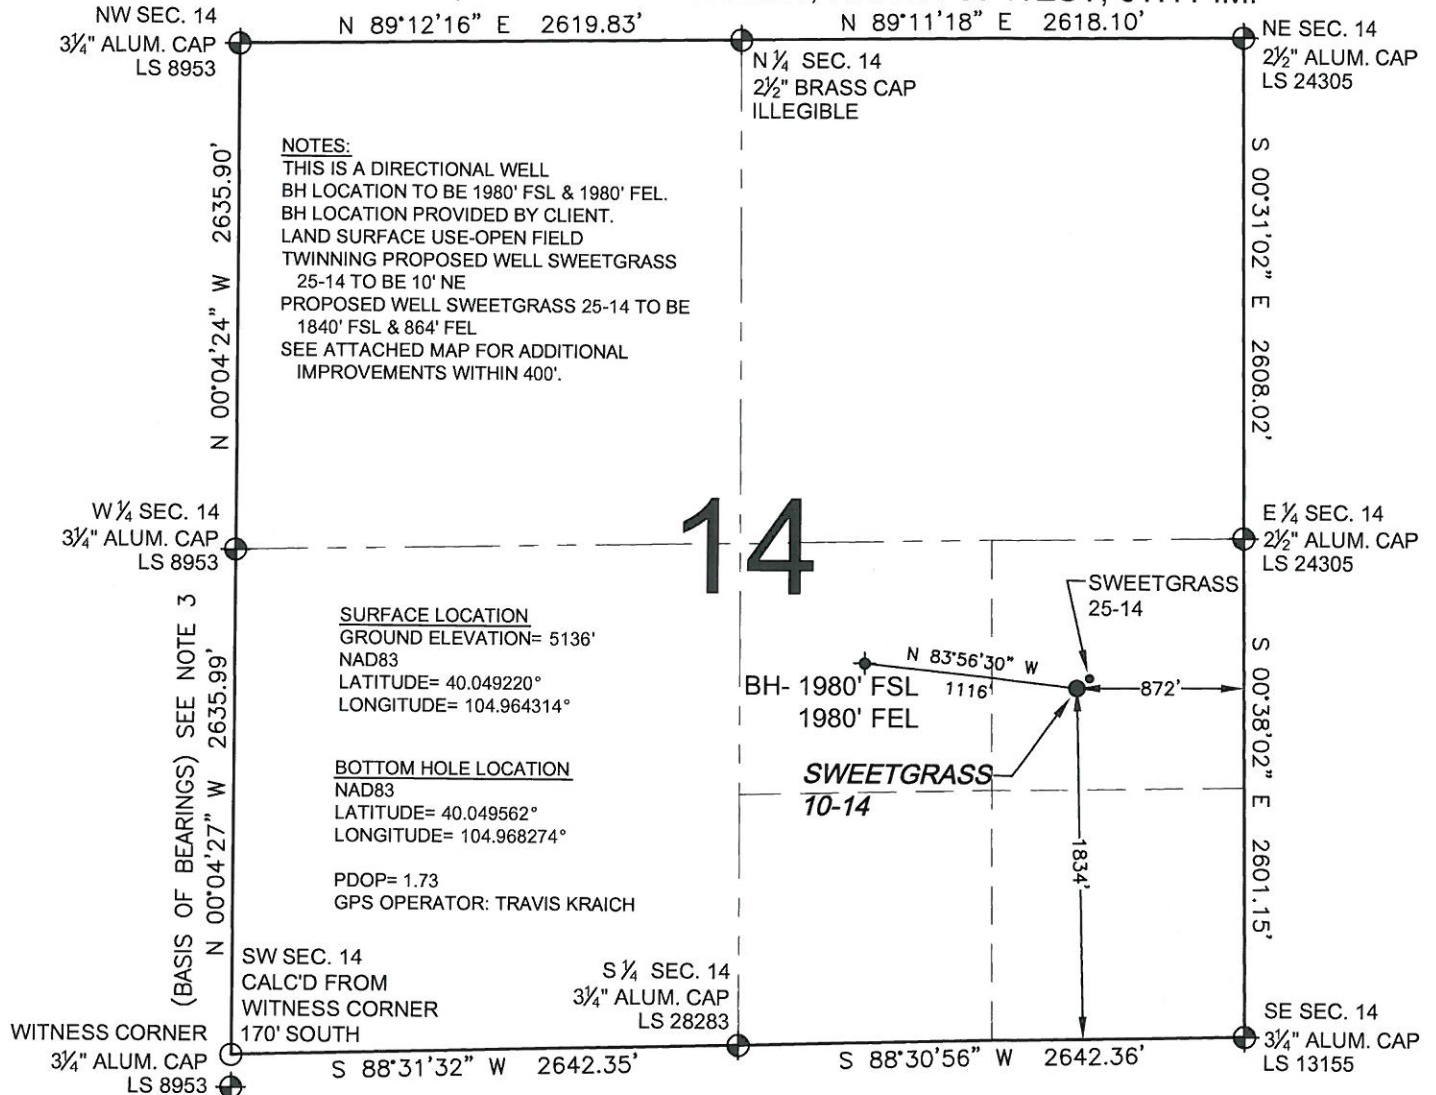 N 89°12'16" E 2619.83'
N 89°11'18" E 2618.10'
NW SEC. 14
3¼" ALUM. CAP
LS 8953
N ¼ SEC. 14
2½" BRASS CAP
ILLEGIBLE
NE SEC. 14
2½" ALUM. CAP
LS 24305
NOTES:
THIS IS A DIRECTIONAL WELL
BH LOCATION TO BE 1980' FSL & 1980' FEL.
BH LOCATION PROVIDED BY CLIENT.
LAND SURFACE USE-OPEN FIELD
TWINNING PROPOSED WELL SWEETGRASS
25-14 TO BE 10' NE
PROPOSED WELL SWEETGRASS 25-14 TO BE
1840' FSL & 864' FEL
SEE ATTACHED MAP FOR ADDITIONAL
IMPROVEMENTS WITHIN 400'.
N 00°04'24" W 2635.90'
S 00°31'02" E 2608.02'
W ¼ SEC. 14
3¼" ALUM. CAP
LS 8953
14
E ¼ SEC. 14
2½" ALUM. CAP
LS 24305
(BASIS OF BEARINGS) SEE NOTE 3
N 00°04'27" W 2635.99'
SURFACE LOCATION
GROUND ELEVATION= 5136'
NAD83
LATITUDE= 40.049220°
LONGITUDE= 104.964314°
BOTTOM HOLE LOCATION
NAD83
LATITUDE= 40.049562°
LONGITUDE= 104.968274°
PDOP= 1.73
GPS OPERATOR: TRAVIS KRAICH
SWEETGRASS
25-14
N 83°56'30" W
1116'
BH- 1980' FSL
1980' FEL
872'
SWEETGRASS
10-14
1834'
S 00°38'02" E 2601.15'
SW SEC. 14
CALC'D FROM
WITNESS CORNER
170' SOUTH
WITNESS CORNER
3¼" ALUM. CAP
LS 8953
S ¼ SEC. 14
3¼" ALUM. CAP
LS 28283
SE SEC. 14
3¼" ALUM. CAP
LS 13155
S 88°31'32" W 2642.35'
S 88°30'56" W 2642.36'